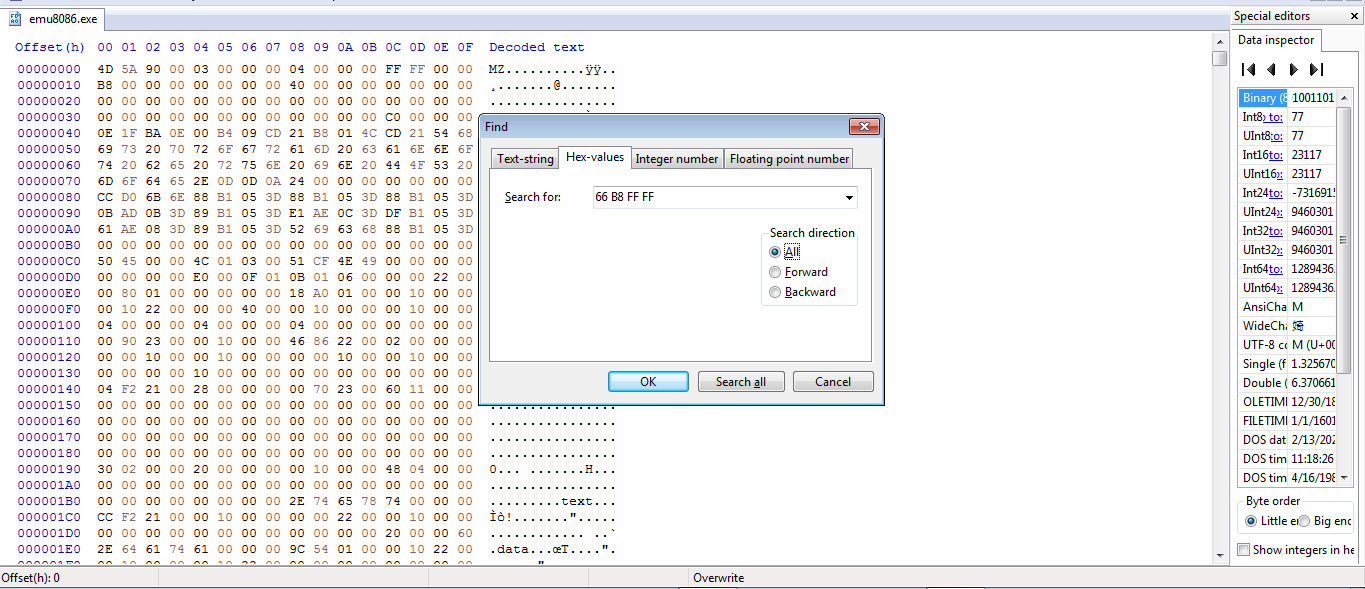 emu8086.exe
Special editors
Data inspector
Offset(h) 00 01 02 03 04 05 06 07 08 09 0A 0B 0C 0D 0E 0F Decoded text
00000000 4D 5A 90 00 03 00 00 00 04 00 00 00 FF FF 00 00 MZ..........ÿÿ..
00000010 B8 00 00 00 00 00 00 00 40 00 00 00 00 00 00 00 ¸.......@.......
00000020 00 00 00 00 00 00 00 00 00 00 00 00 00 00 00 00 ................
00000030 00 00 00 00 00 00 00 00 00 00 00 00 C0 00 00 00
00000040 0E 1F BA 0E 00 B4 09 CD 21 B8 01 4C CD 21 54 68
00000050 69 73 20 70 72 6F 67 72 61 6D 20 63 61 6E 6E 6F
00000060 74 20 62 65 20 72 75 6E 20 69 6E 20 44 4F 53 20
00000070 6D 6F 64 65 2E 0D 0D 0A 24 00 00 00 00 00 00 00
00000080 CC D0 6B 6E 88 B1 05 3D 88 B1 05 3D 88 B1 05 3D
00000090 0B AD 0B 3D 89 B1 05 3D E1 AE 0C 3D DF B1 05 3D
000000A0 61 AE 08 3D 89 B1 05 3D 52 69 63 68 88 B1 05 3D
000000B0 00 00 00 00 00 00 00 00 00 00 00 00 00 00 00 00
000000C0 50 45 00 00 4C 01 03 00 51 CF 4E 49 00 00 00 00
000000D0 00 00 00 00 E0 00 0F 01 0B 01 06 00 00 00 22 00
000000E0 00 80 01 00 00 00 00 00 18 A0 01 00 00 10 00 00
000000F0 00 10 22 00 00 00 40 00 00 10 00 00 00 10 00 00
00000100 04 00 00 00 04 00 00 00 04 00 00 00 00 00 00 00
00000110 00 90 23 00 00 10 00 00 46 86 22 00 02 00 00 00
00000120 00 00 10 00 00 10 00 00 00 00 10 00 00 10 00 00
00000130 00 00 00 00 10 00 00 00 00 00 00 00 00 00 00 00
00000140 04 F2 21 00 28 00 00 00 00 70 23 00 60 11 00 00
00000150 00 00 00 00 00 00 00 00 00 00 00 00 00 00 00 00 ................
00000160 00 00 00 00 00 00 00 00 00 00 00 00 00 00 00 00 ................
00000170 00 00 00 00 00 00 00 00 00 00 00 00 00 00 00 00 ................
00000180 00 00 00 00 00 00 00 00 00 00 00 00 00 00 00 00 ................
00000190 30 02 00 00 20 00 00 00 00 10 00 00 48 04 00 00 0... .......H...
000001A0 00 00 00 00 00 00 00 00 00 00 00 00 00 00 00 00 ................
000001B0 00 00 00 00 00 00 00 00 2E 74 65 78 74 00 00 00 .........text...
000001C0 CC F2 21 00 00 10 00 00 00 00 22 00 00 10 00 00 Ìò!.......".....
000001D0 00 00 00 00 00 00 00 00 00 00 00 00 20 00 00 60 ............ ..`
000001E0 2E 64 61 74 61 00 00 00 9C 54 01 00 00 10 22 00 .data...œT....".
Find
Text-string Hex-values Integer number Floating point number
Search for: 66 B8 FF FF
Search direction
All
Forward
Backward
OK Search all Cancel
Binary (8 1001101
Int8 to: 77
UInt8 to: 77
Int16 to: 23117
UInt16 : 23117
Int24 to: -731691
UInt24 : 9460301
Int32 to: 9460301
UInt32 : 9460301
Int64 to: 1289436
UInt64 : 1289436
AnsiCha M
WideCha
UTF-8 co M (U+00
Single (f 1.325670
Double ( 6.370661
OLETIME 12/30/18
FILETIME 1/1/1601
DOS dat 2/13/202
DOS tim 11:18:26
DOS tim 4/16/198
Byte order
Little en Big enc
Show integers in he
Offset(h): 0
Overwrite